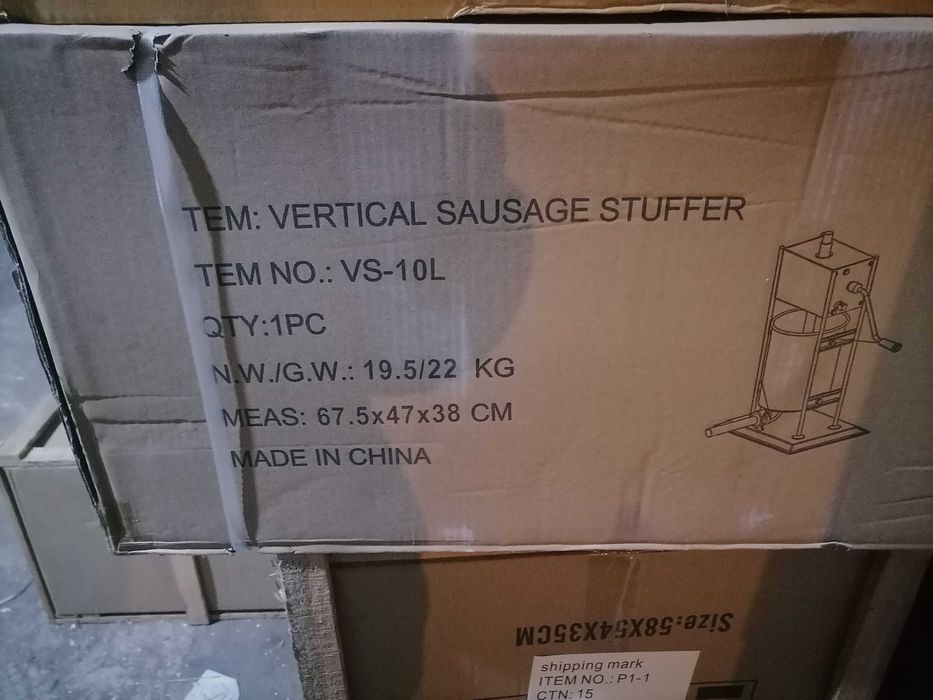 TEM: VERTICAL SAUSAGE STUFFER
TEM NO.: VS-10L
QTY:1PC
N.W./G.W.: 19.5/22 KG
MEAS: 67.5x47x38 CM
MADE IN CHINA
Size:58X54X35CM
shipping mark
ITEM NO.: P1-1
CTN: 15